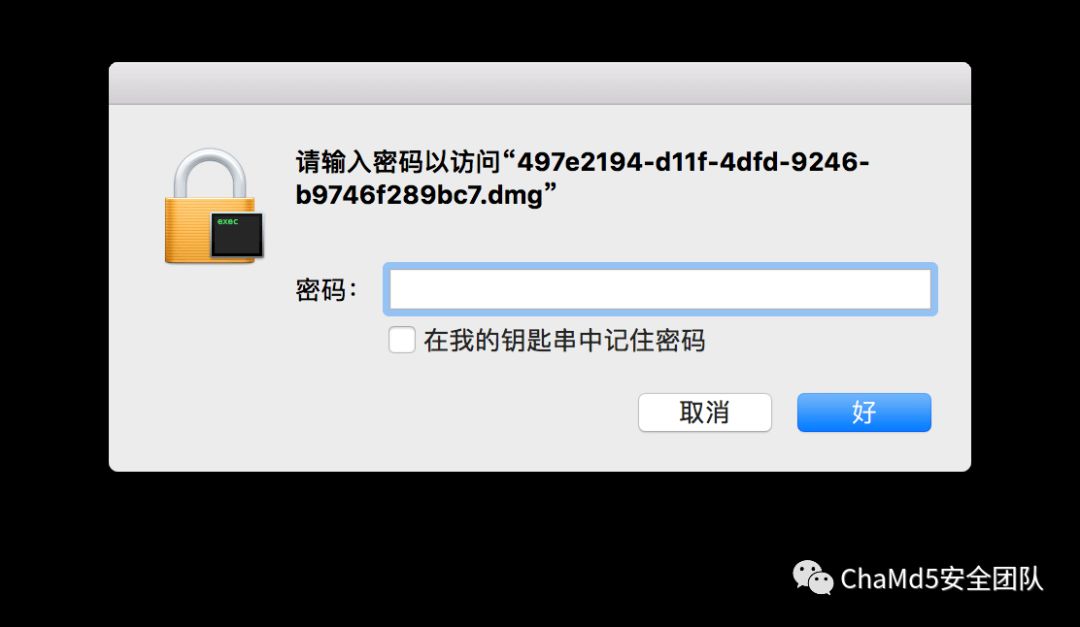 请输入密码以访问“497e2194-d11f-4dfd-9246-
b9746f289bc7.dmg”
exec
密码：
在我的钥匙串中记住密码
取消 好
ChaMd5安全团队